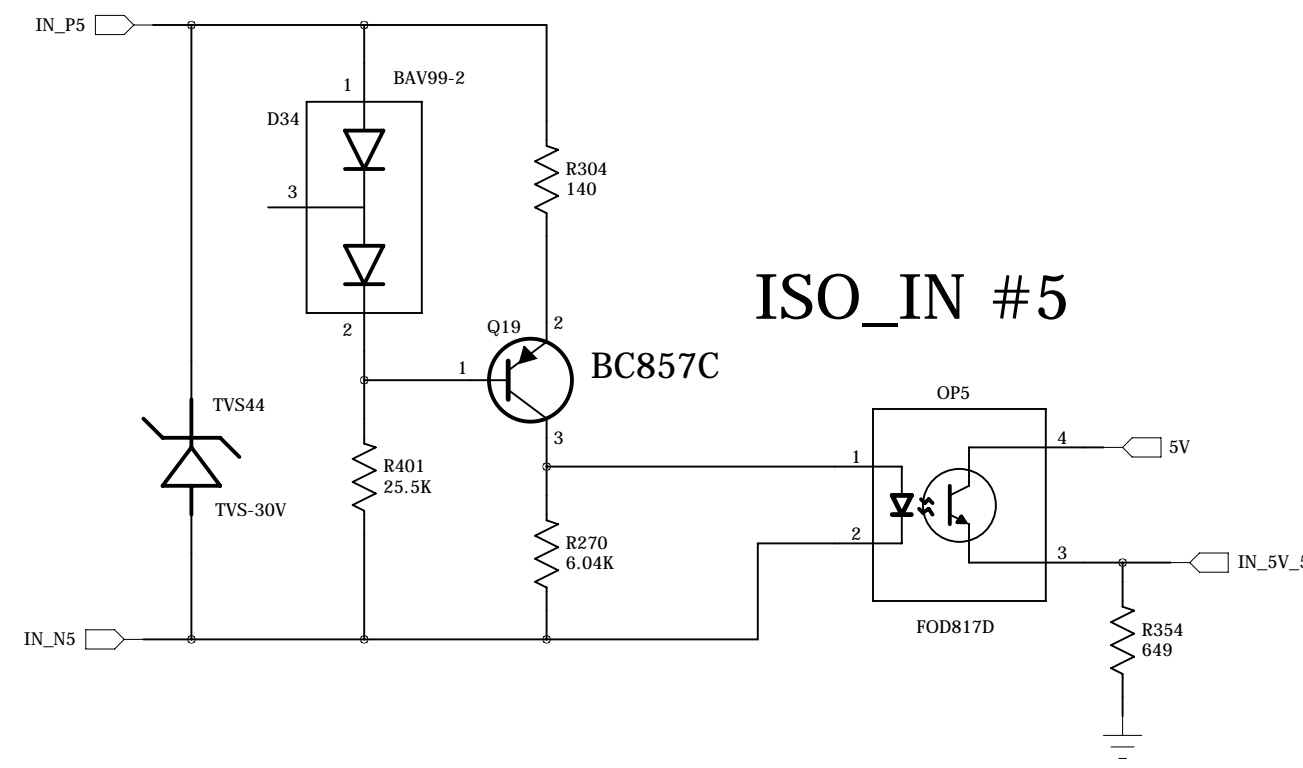 IN_P5
1
BAV99-2
D34
3
2
R304
140
ISO_IN #5
Q19
2
1
BC857C
3
TVS44
TVS-30V
R401
25.5K
R270
6.04K
OP5
1
4
5V
2
3
IN_5V_5
FOD817D
R354
649
IN_N5